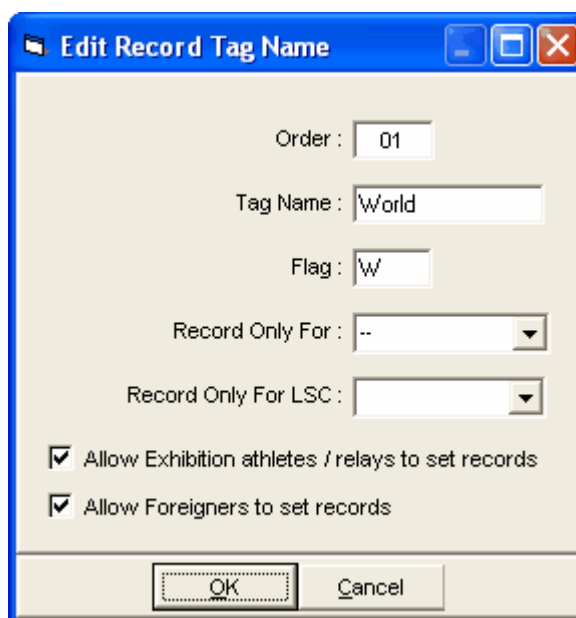 Edit Record Tag Name
Order : 01
Tag Name : World
Flag : W
Record Only For : --
Record Only For LSC :
Allow Exhibition athletes / relays to set records
Allow Foreigners to set records
OK Cancel